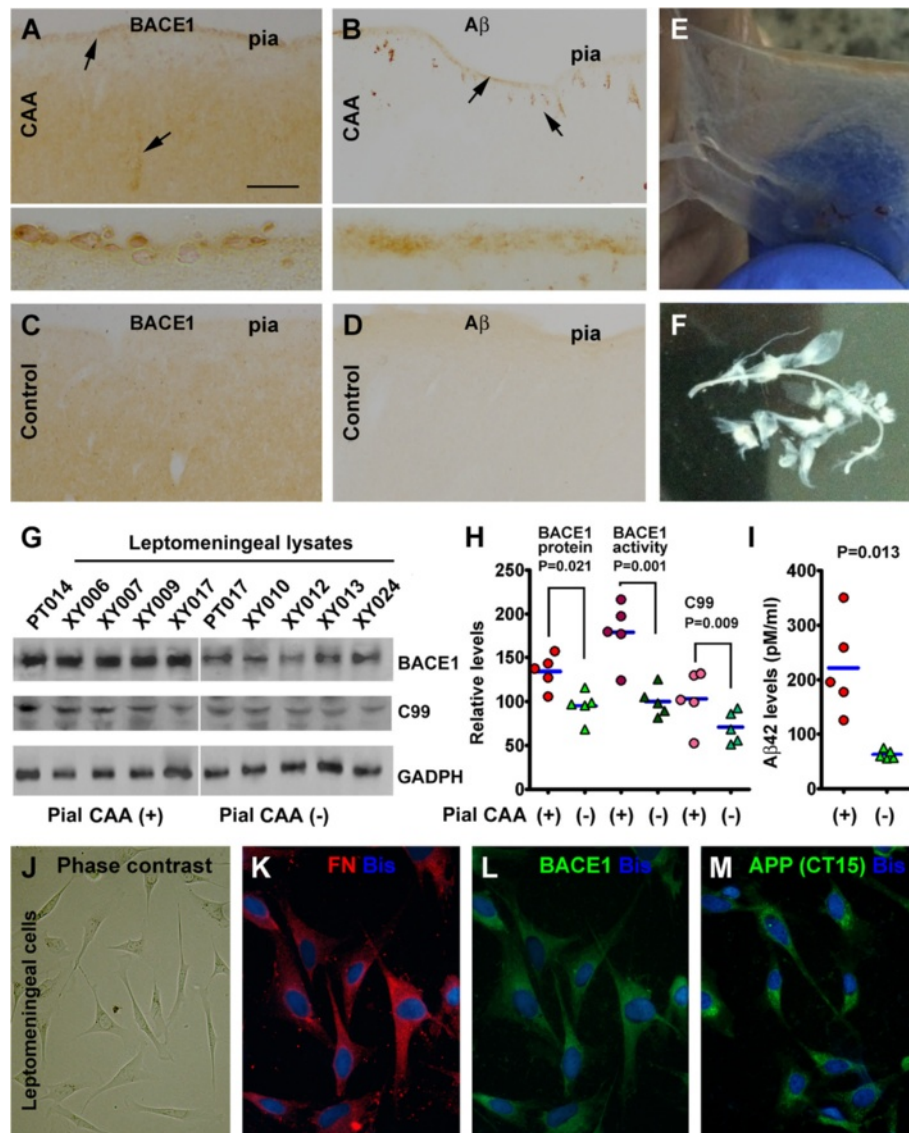 A BACE1 pia
CAA
B Aβ pia
E
C BACE1 pia
Control
D Aβ pia
F
G Leptomeningeal lysates
PT014 XY006 XY007 XY009 XY017 PT017 XY010 XY012 XY013 XY024
BACE1
C99
GADPH
Pial CAA (+) Pial CAA (-)
H BACE1 protein P=0.021
BACE1 activity P=0.001
C99
P=0.009
Relative levels
250
200
150
100
50
0
Pial CAA (+) (-) (+) (-) (+) (-)
I P=0.013
Aβ42 levels (pM/ml)
400
300
200
100
0
(+) (-)
J Phase contrast
Leptomeningeal cells
K FN Bis
L BACE1 Bis
M APP (CT15) Bis